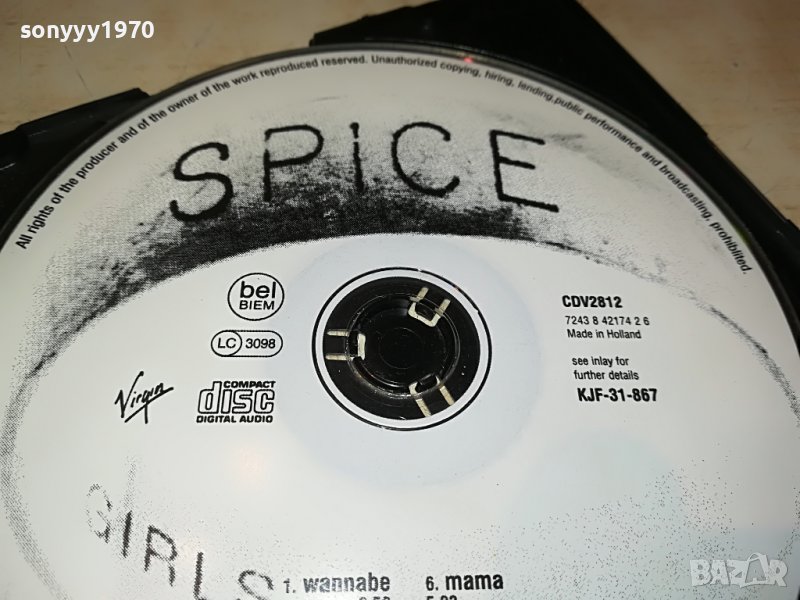 sonyyy1970
All rights of the producer and of the owner of the work reproduced reserved. Unauthorized copying, hiring, lending, public performance and broadcasting, prohibited.
SPiCE
bel
BIEM
LC 3098
CDV2812
7243 8 42174 2 6
Made in Holland
see inlay for
further details
KJF-31-867
Virgin
COMPACT
disc
DIGITAL AUDIO
GIRLS
1. wannabe 6. mama
BAZAR